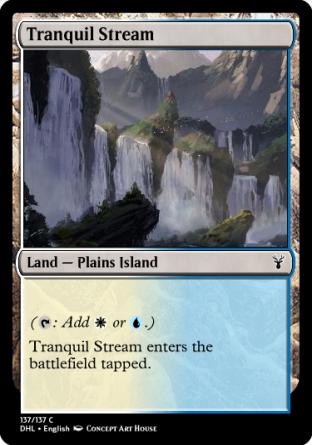 Tranquil Stream
Land — Plains Island
( : Add or .)
Tranquil Stream enters the
battlefield tapped.
137/137 C
DHL • English Concept Art House